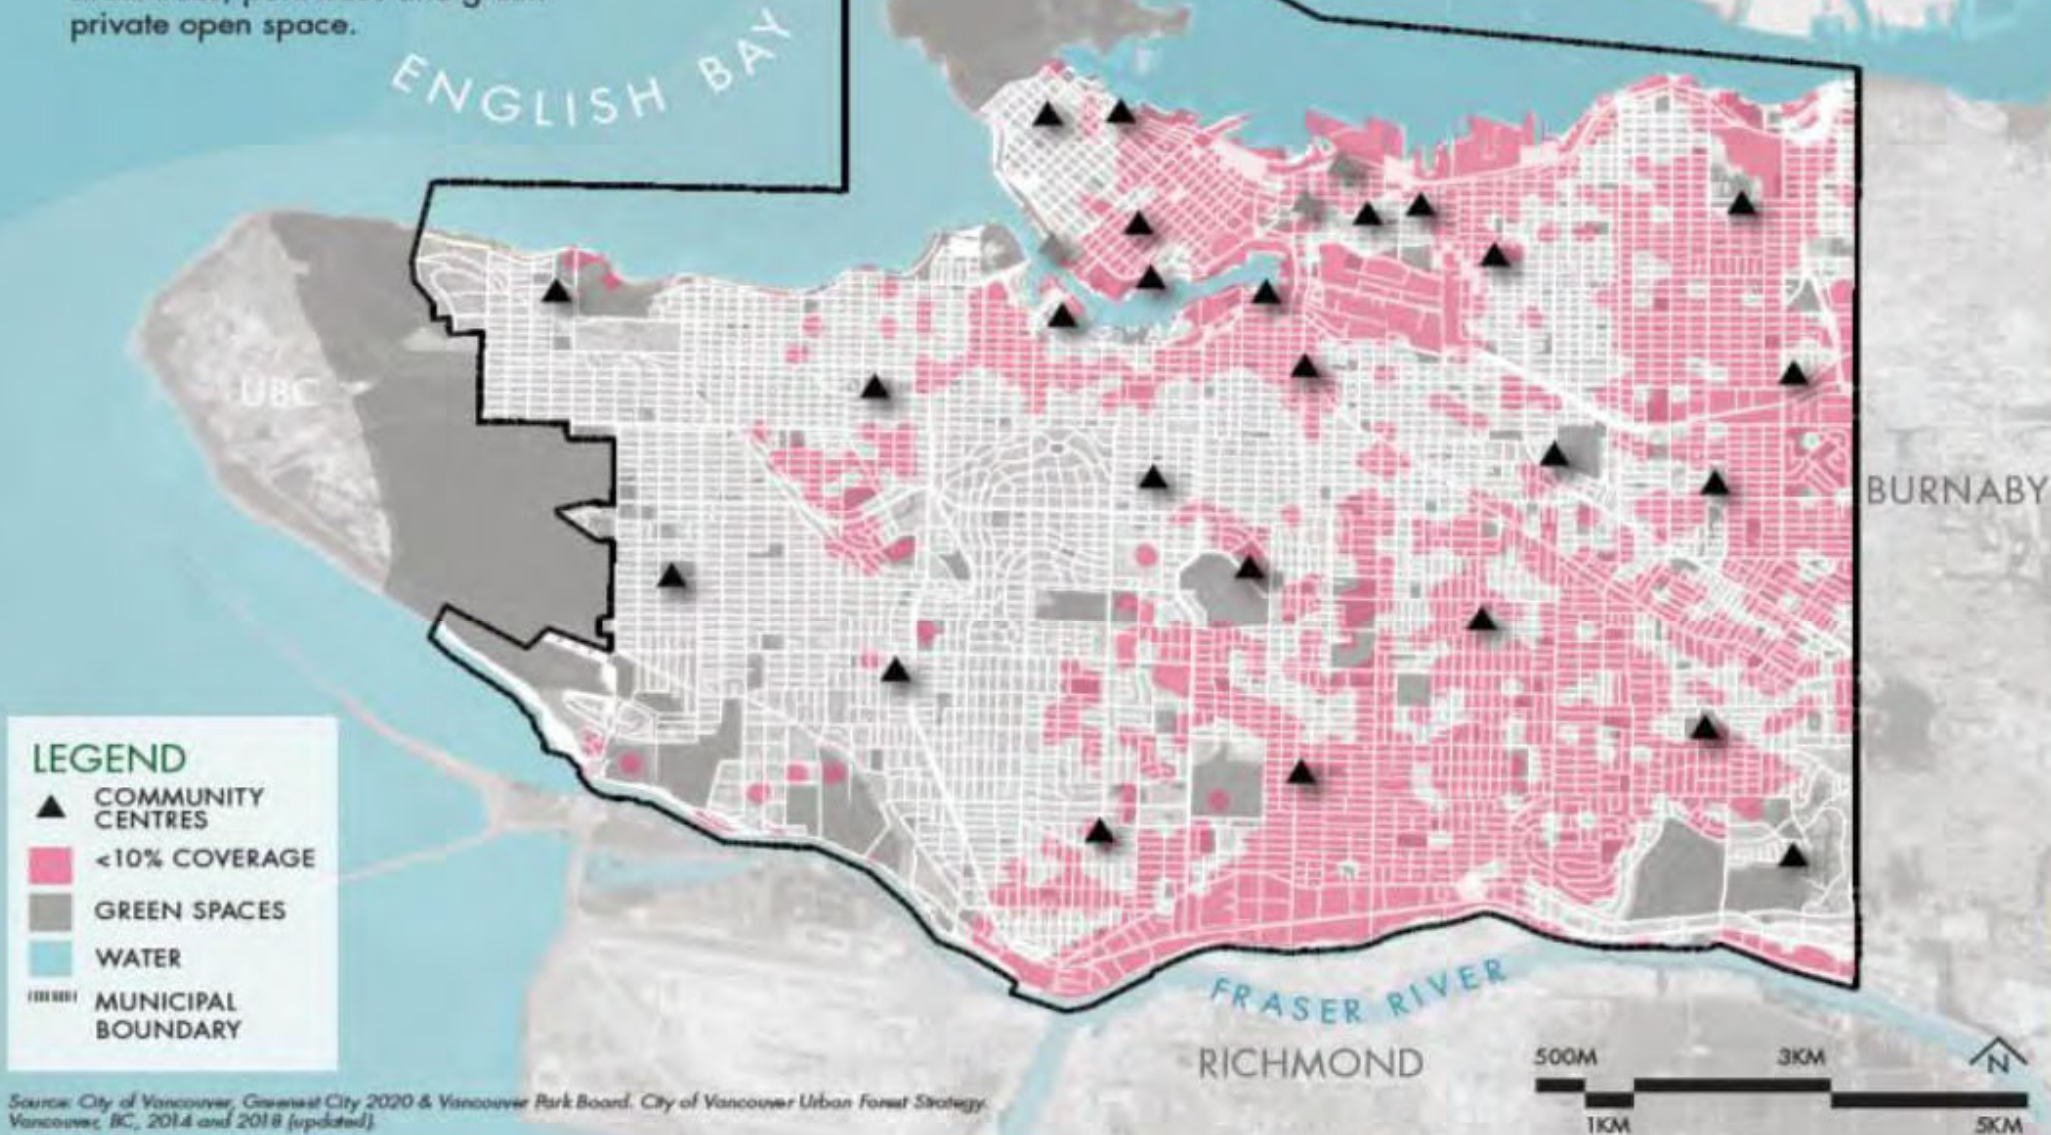 private open space.
ENGLISH BAY
UBC
BURNABY
LEGEND
COMMUNITY
CENTRES
<10% COVERAGE
GREEN SPACES
WATER
MUNICIPAL
BOUNDARY
FRASER RIVER
RICHMOND
500M 3KM
1KM 5KM
N
Source: City of Vancouver, Greenest City 2020 & Vancouver Park Board. City of Vancouver Urban Forest Strategy.
Vancouver, BC, 2014 and 2018 (updated).